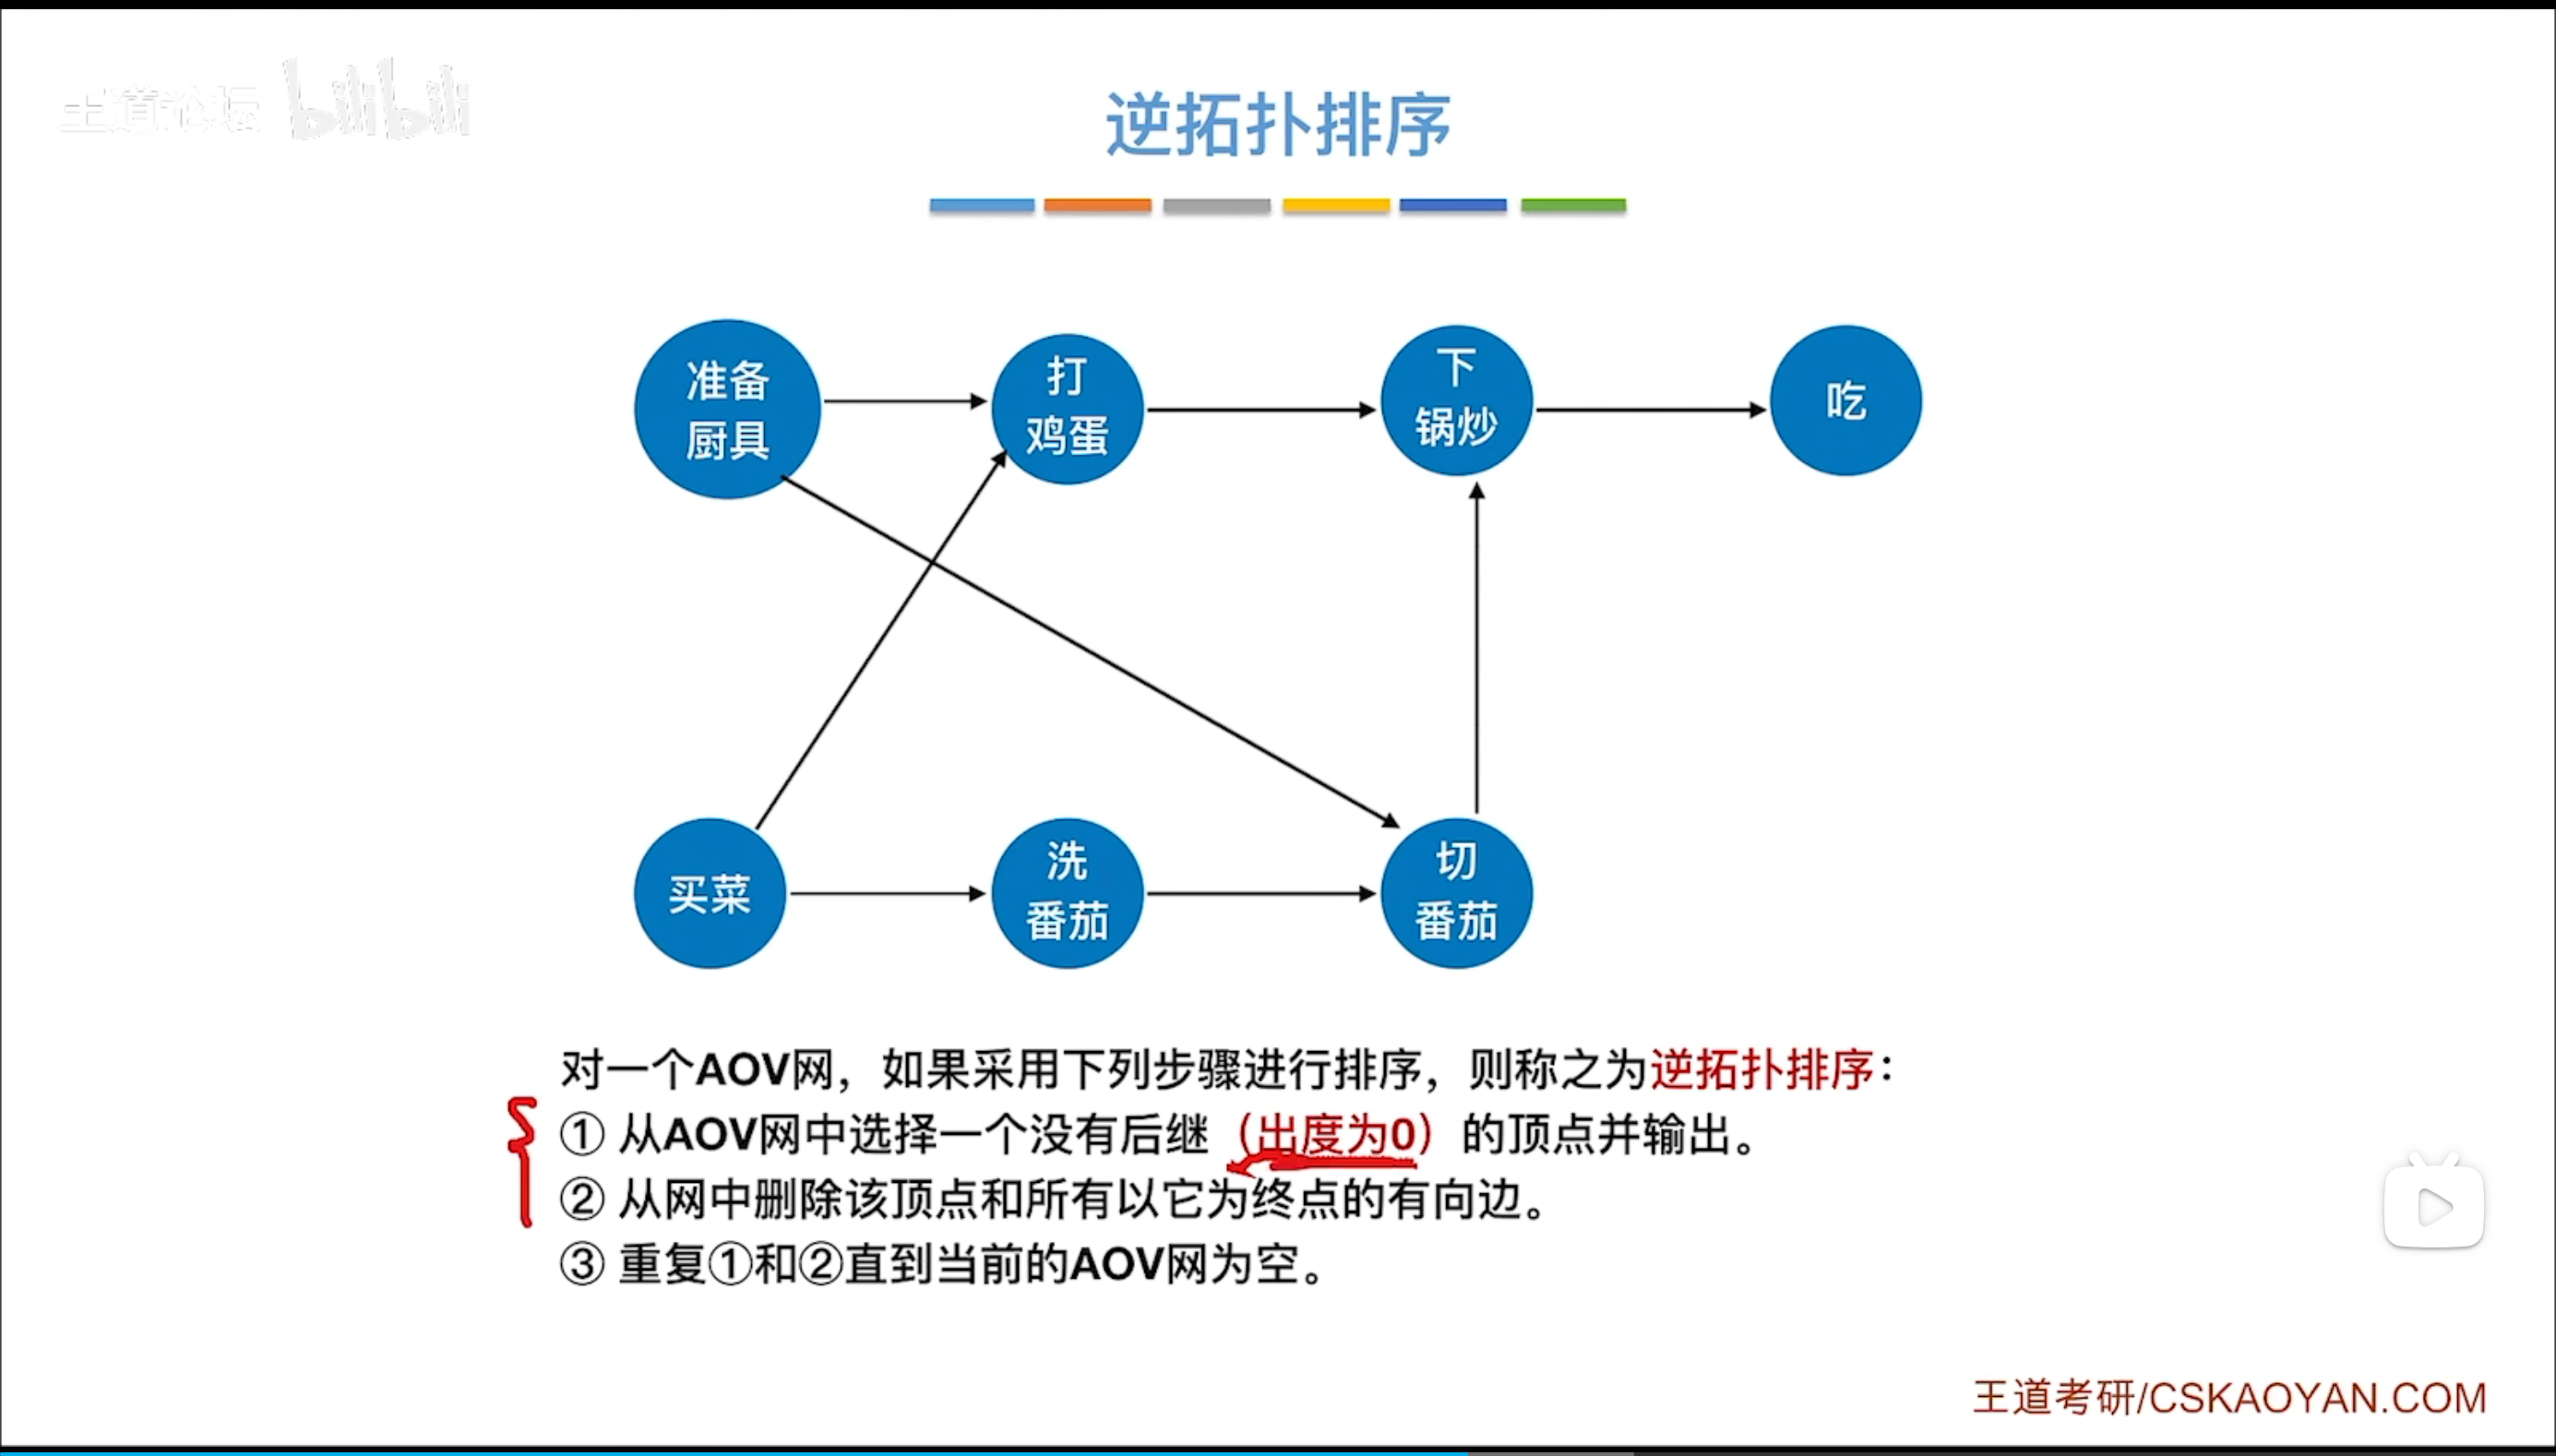 王道论坛 bilibili
逆拓扑排序
准备
厨具
打
鸡蛋
下
锅炒
吃
买菜
洗
番茄
切
番茄
对一个AOV网，如果采用下列步骤进行排序，则称之为逆拓扑排序：
① 从AOV网中选择一个没有后继（出度为0）的顶点并输出。
② 从网中删除该顶点和所有以它为终点的有向边。
③ 重复①和②直到当前的AOV网为空。
王道考研/CSKAOYAN.COM